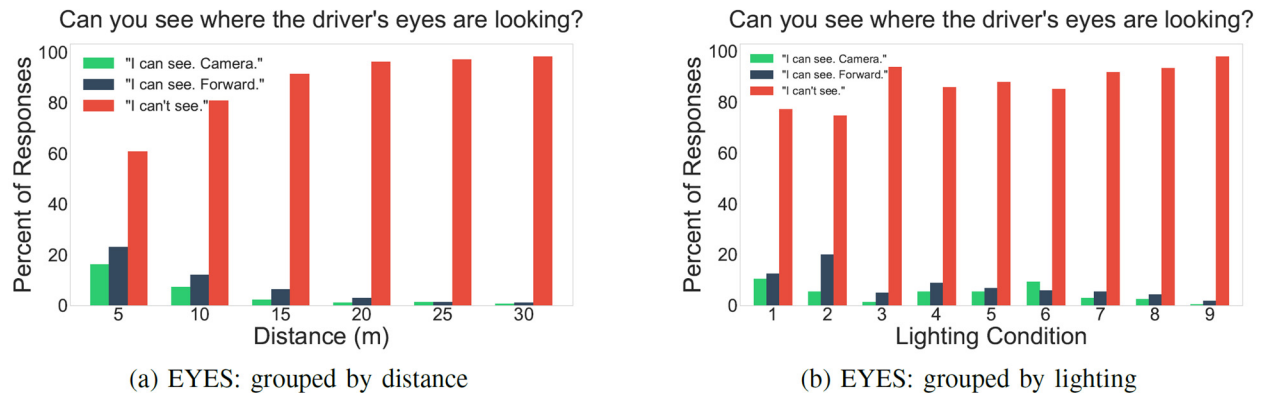 Can you see where the driver's eyes are looking?
Percent of Responses
100
80
60
40
20
0
"I can see. Camera."
"I can see. Forward."
"I can't see."
5 10 15 20 25 30
Distance (m)
(a) EYES: grouped by distance
Can you see where the driver's eyes are looking?
Percent of Responses
100
80
60
40
20
0
"I can see. Camera."
"I can see. Forward."
"I can't see."
1 2 3 4 5 6 7 8 9
Lighting Condition
(b) EYES: grouped by lighting